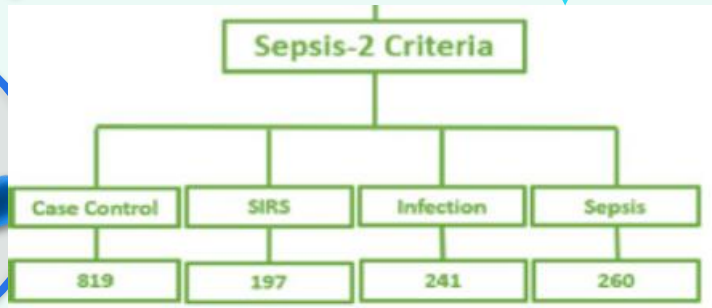 Sepsis-2 Criteria
Case Control
SIRS
Infection
Sepsis
819
197
241
260